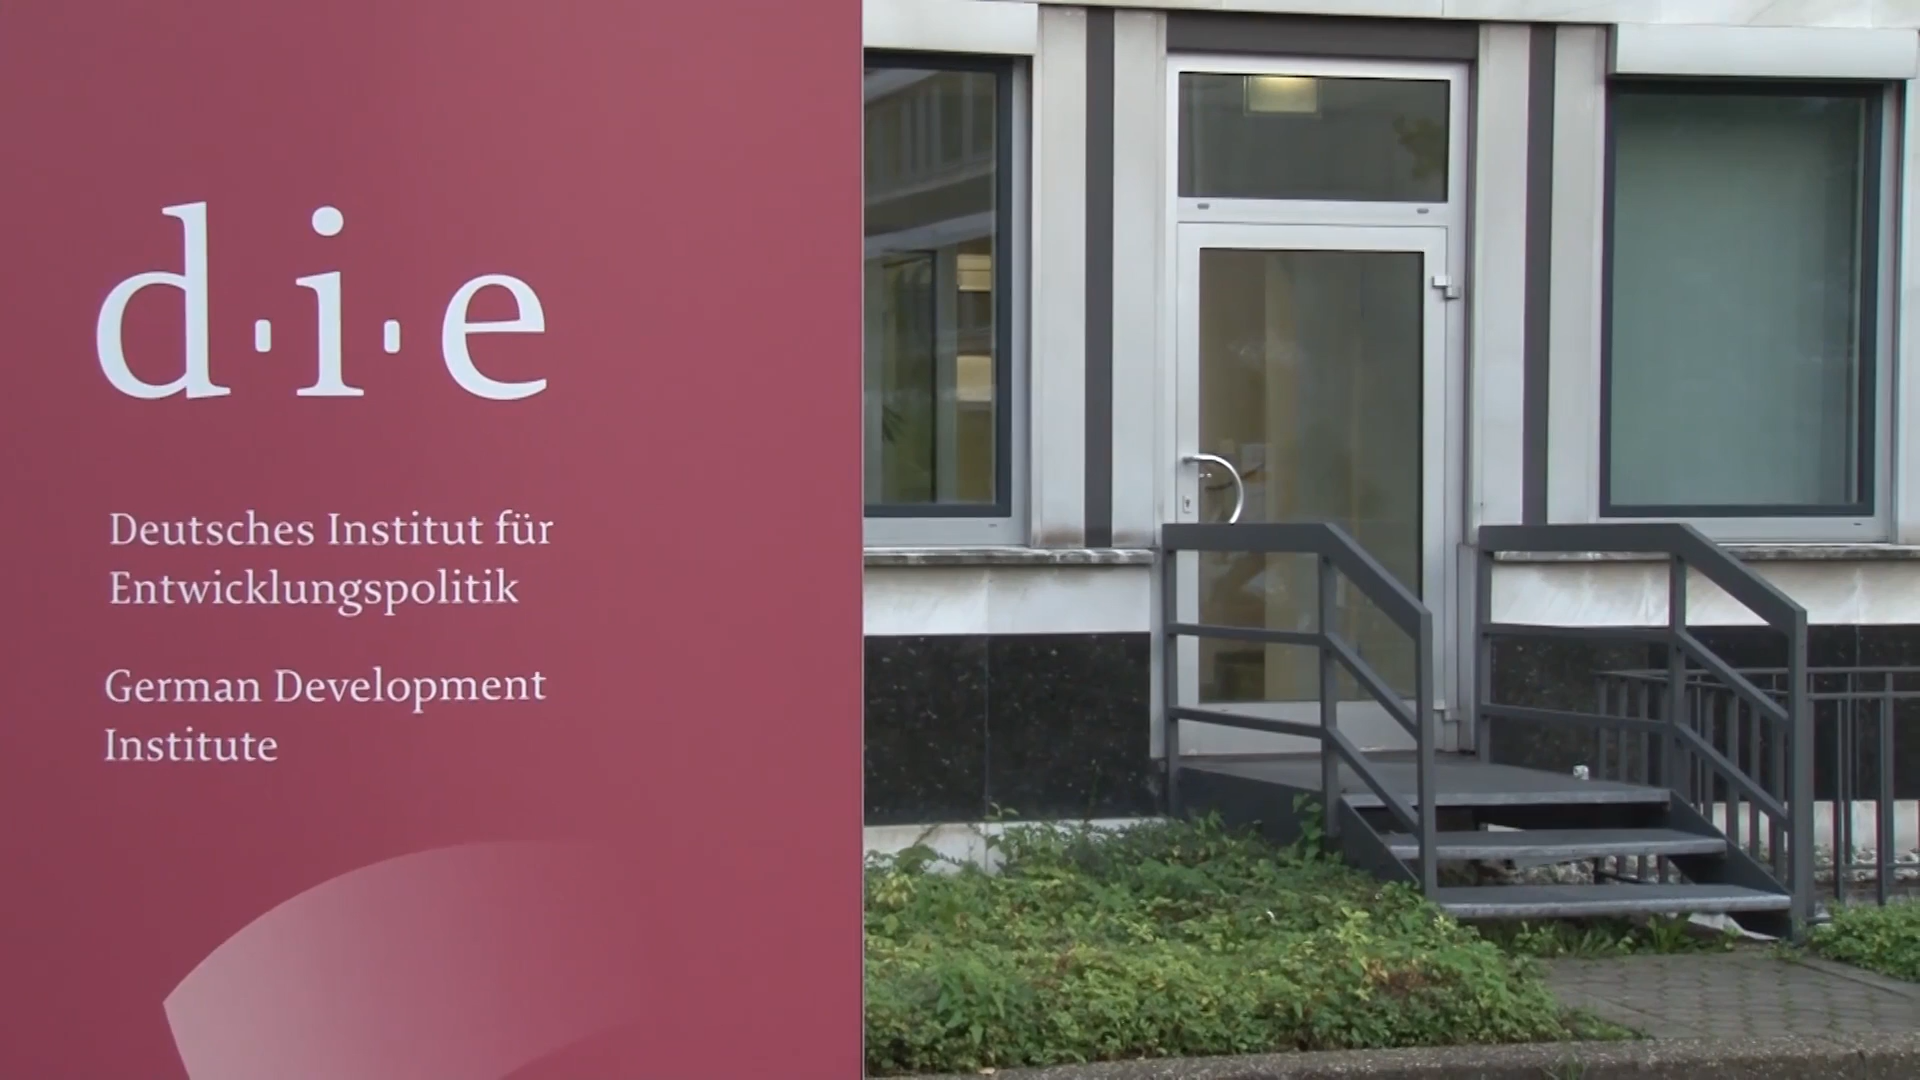 d·i·e
Deutsches Institut für
Entwicklungspolitik
German Development
Institute